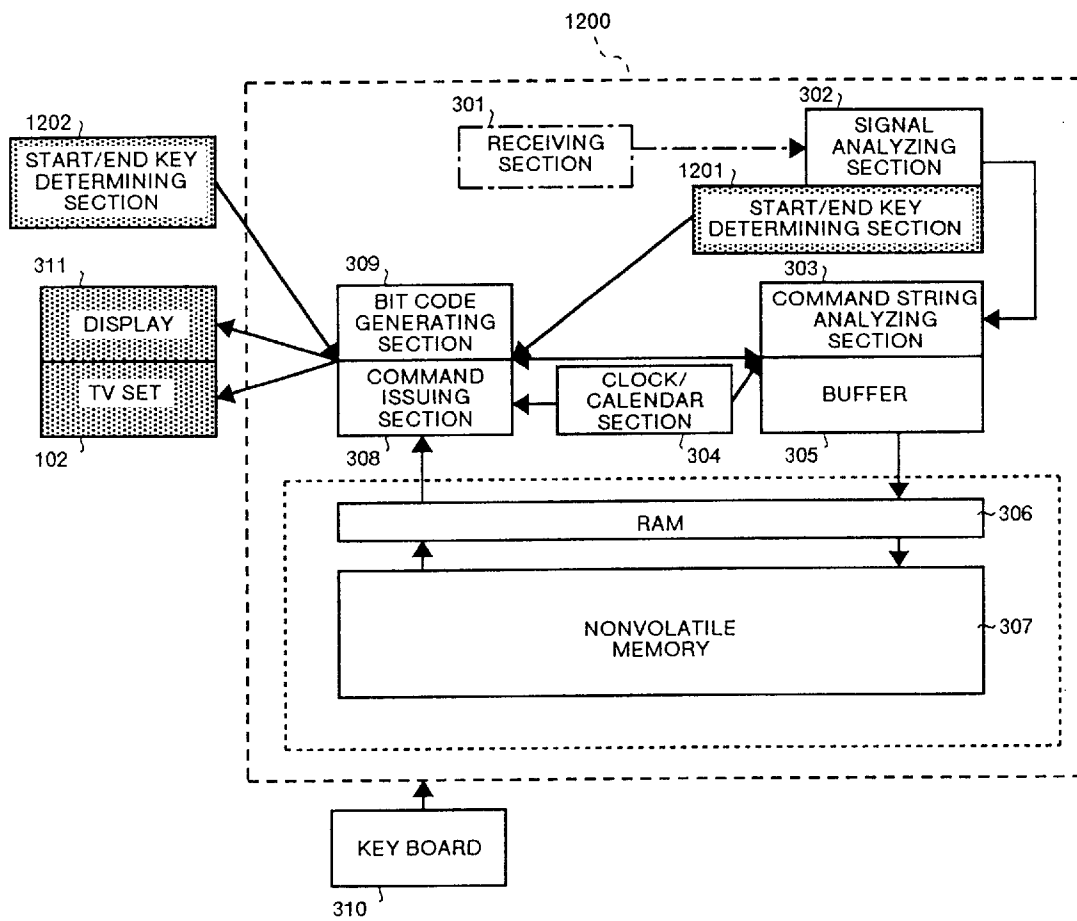 1200
301
RECEIVING
SECTION
302
SIGNAL
ANALYZING
SECTION
1202
START/END KEY
DETERMINING
SECTION
1201
START/END KEY
DETERMINING SECTION
311
DISPLAY
TV SET
102
309
BIT CODE
GENERATING
SECTION
COMMAND
ISSUING
SECTION
308
CLOCK/
CALENDAR
SECTION
304
303
COMMAND STRING
ANALYZING
SECTION
BUFFER
305
RAM
306
NONVOLATILE
MEMORY
307
KEY BOARD
310